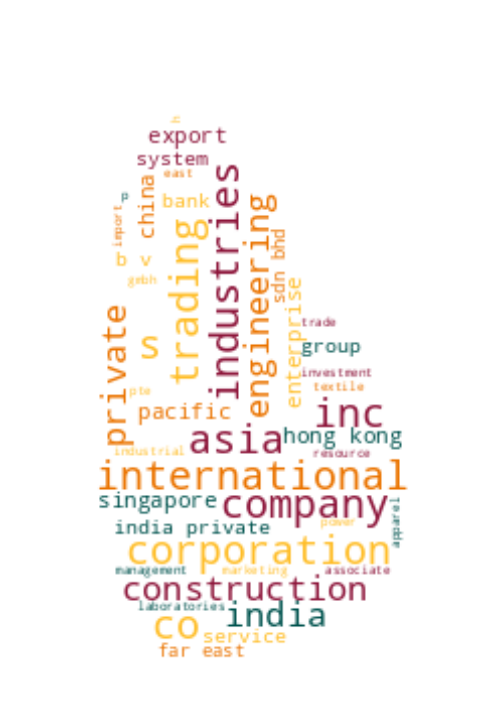 h
export
system
east
china
p
bank
import
industries
trading
engineering
b v
sdn bhd
gmbh
enterprise
private
s
trade
group
investment
textile
pte
pacific
inc
asia
hong kong
industrial
resource
international
singapore
company
apparel
india private
power
corporation
management
marketing
associate
construction
laboratories
india
co
service
far east